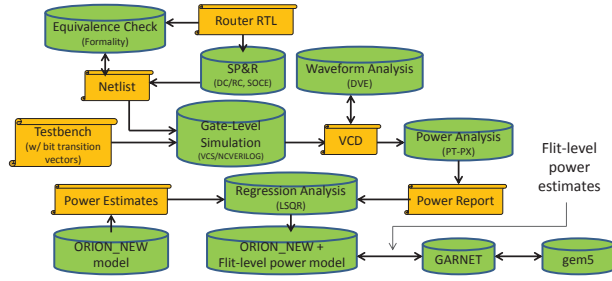 Router RTL
Equivalence Check
(Formality)
SP&R
(DC/RC, SOCE)
Waveform Analysis
(DVE)
Netlist
Testbench
(w/ bit transition
vectors)
Gate-Level
Simulation
(VCS/NCVERILOG)
VCD
Power Analysis
(PT-PX)
Flit-level
power
estimates
Power Estimates
Regression Analysis
(LSQR)
Power Report
ORION_NEW
model
ORION_NEW +
Flit-level power model
GARNET
gem5